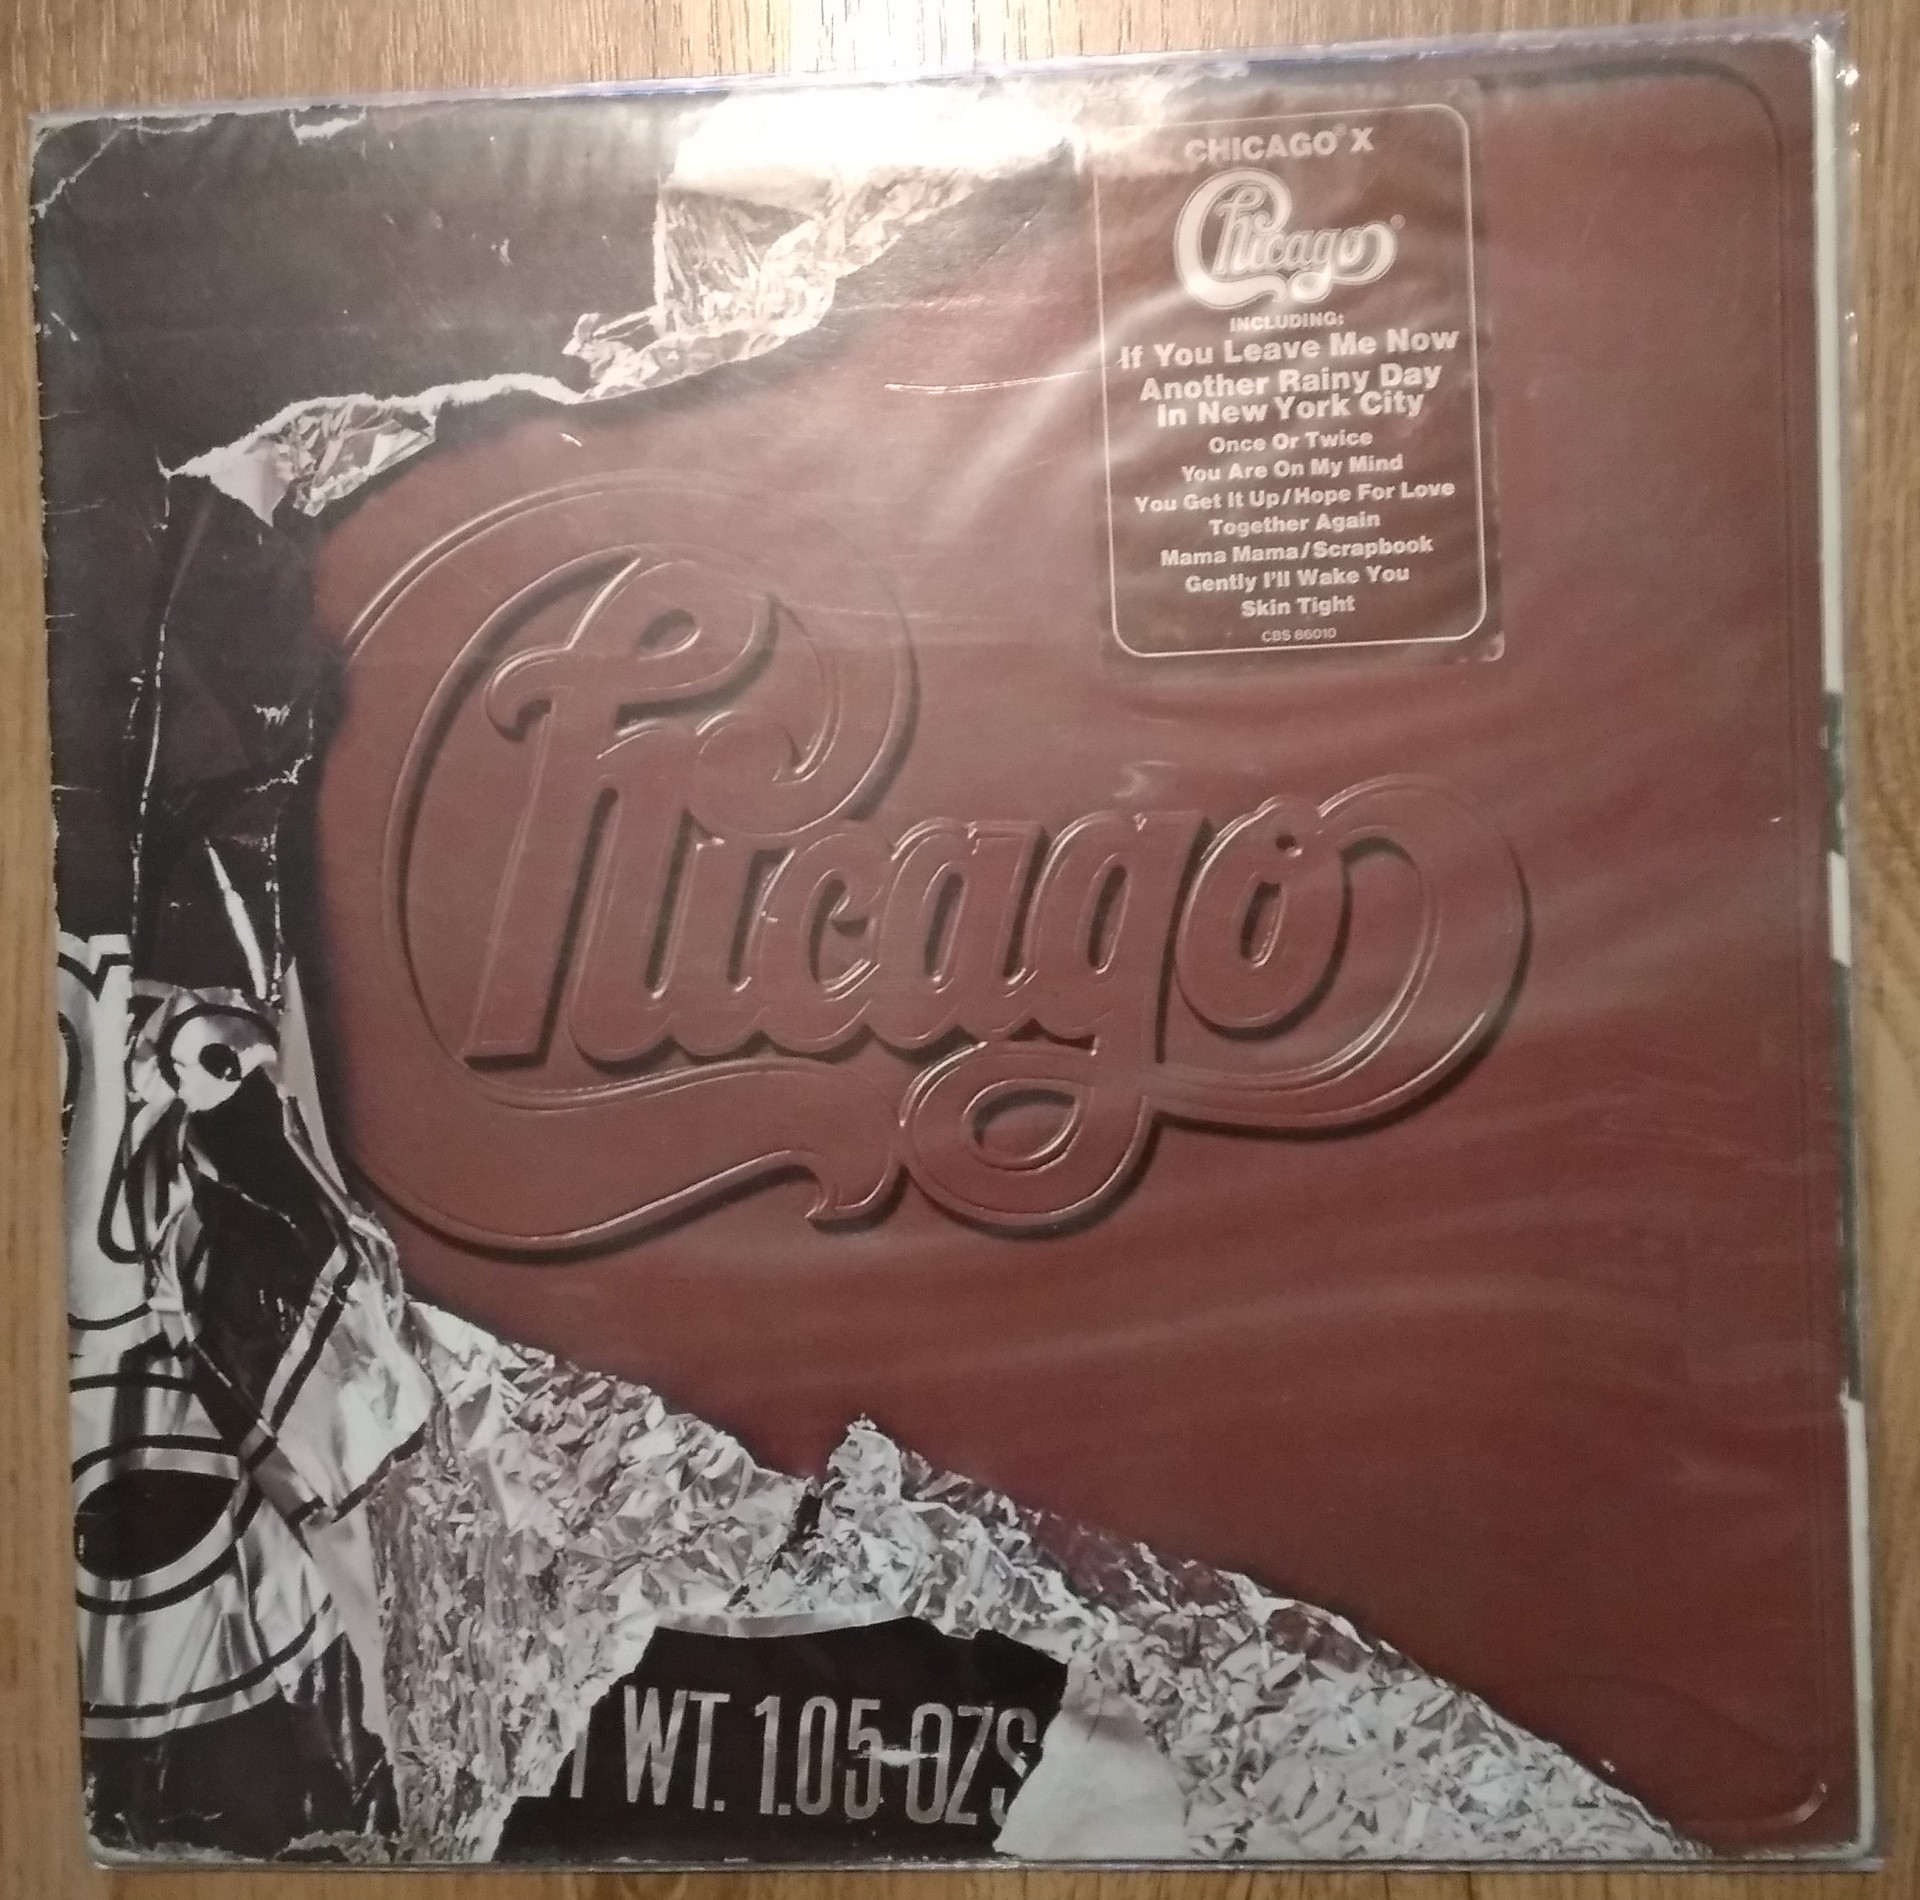 CHICAGO® X
Chicago®
INCLUDING:
If You Leave Me Now
Another Rainy Day
In New York City
Once Or Twice
You Are On My Mind
You Get It Up/Hope For Love
Together Again
Mama Mama/Scrapbook
Gently I'll Wake You
Skin Tight
CBS 86010
Chicago
WT. 1.05 OZS